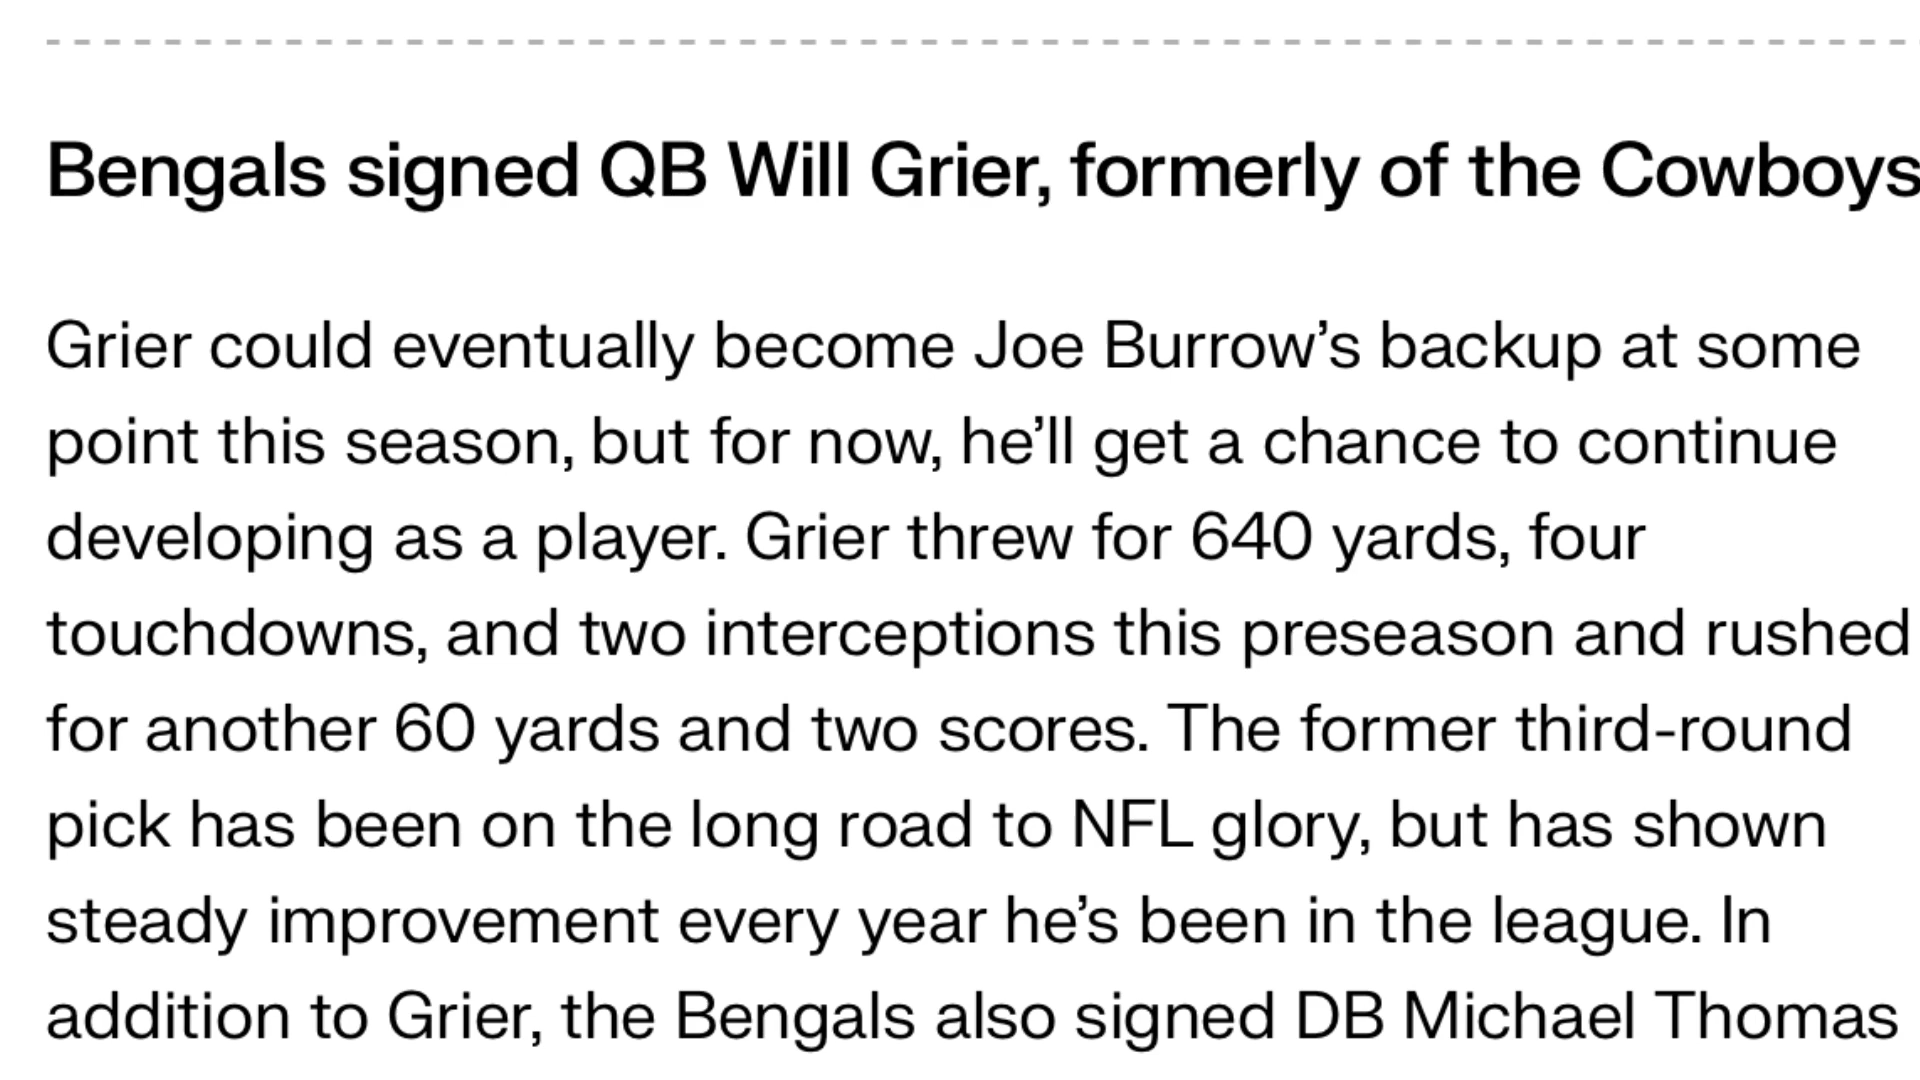 Bengals signed QB Will Grier, formerly of the Cowboys
Grier could eventually become Joe Burrow’s backup at some
point this season, but for now, he’ll get a chance to continue
developing as a player. Grier threw for 640 yards, four
touchdowns, and two interceptions this preseason and rushed
for another 60 yards and two scores. The former third-round
pick has been on the long road to NFL glory, but has shown
steady improvement every year he’s been in the league. In
addition to Grier, the Bengals also signed DB Michael Thomas